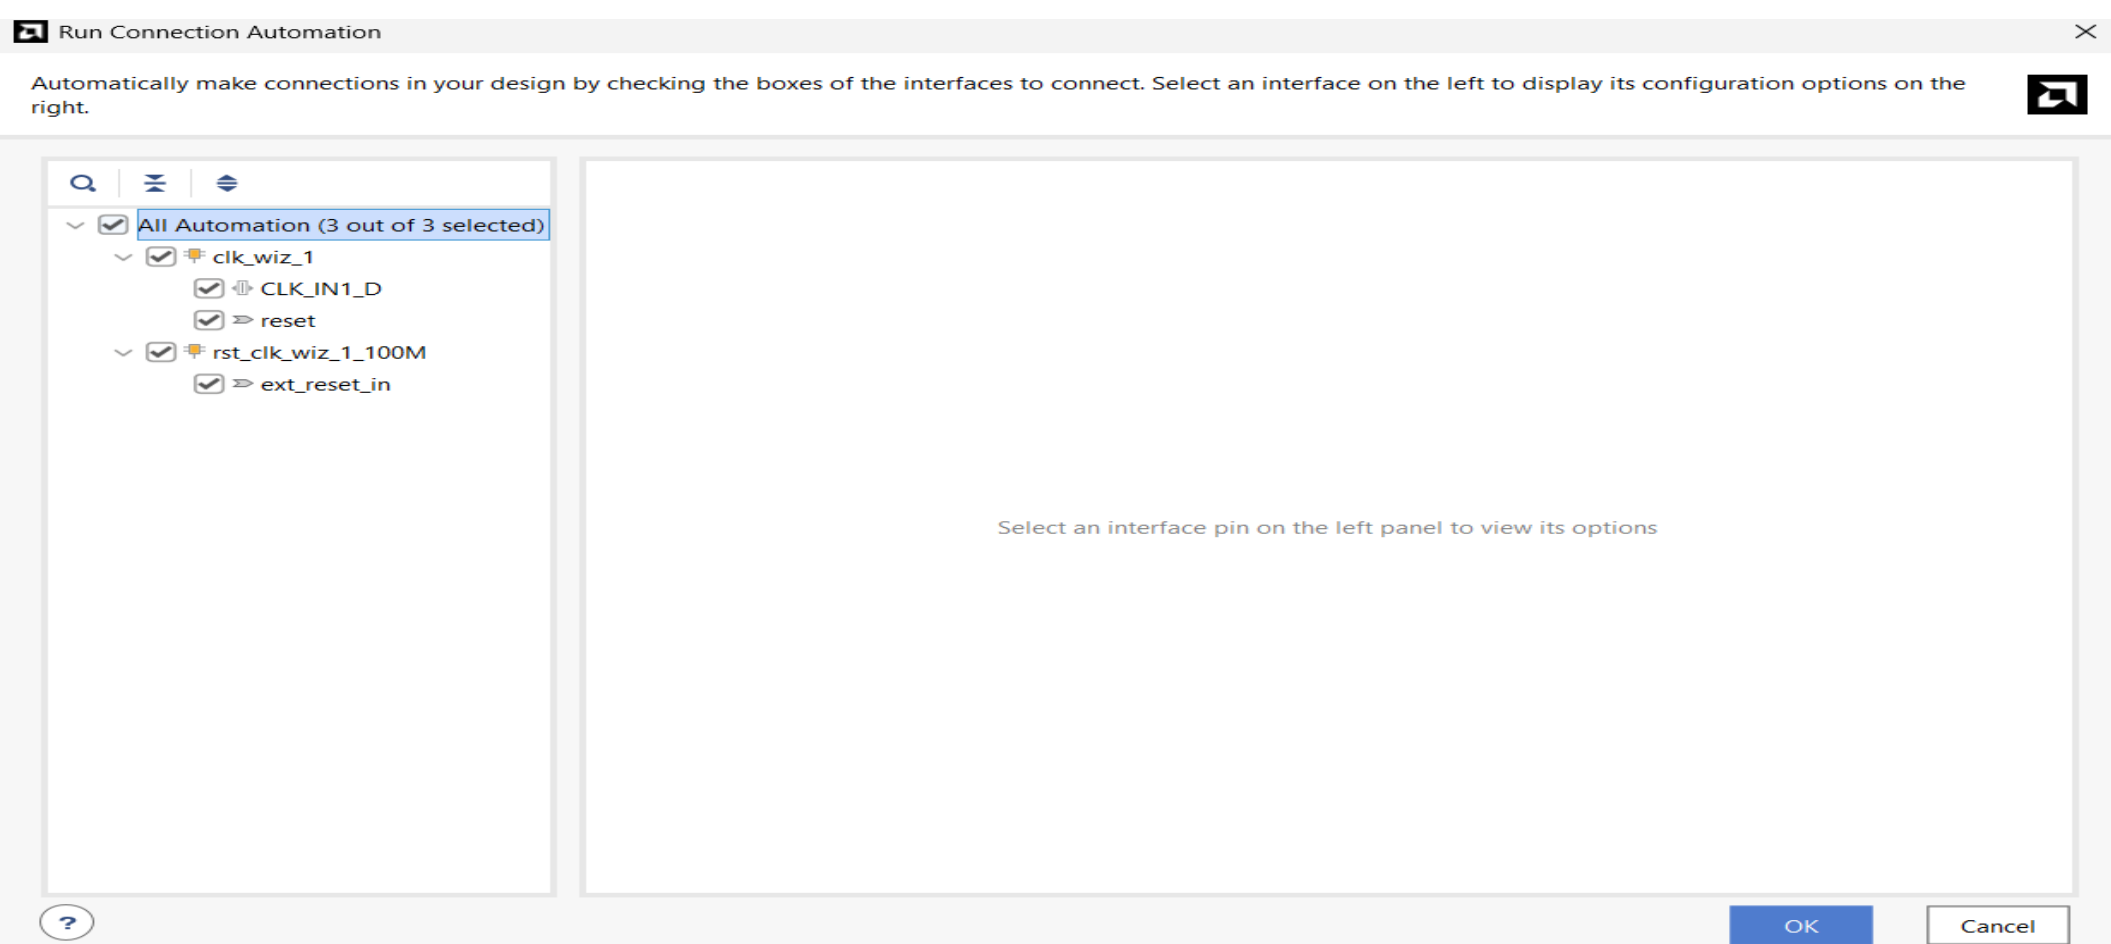 Run Connection Automation
Automatically make connections in your design by checking the boxes of the interfaces to connect. Select an interface on the left to display its configuration options on the
right.
All Automation (3 out of 3 selected)
clk_wiz_1
CLK_IN1_D
reset
rst_clk_wiz_1_100M
ext_reset_in
Select an interface pin on the left panel to view its options
?
OK
Cancel